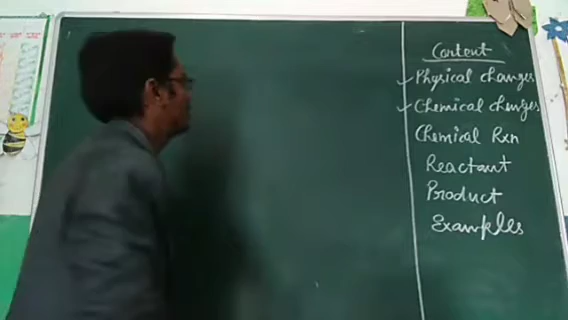 Content
Physical changes
Chemical changes
Chemical Rxn
Reactant
Product
Examples